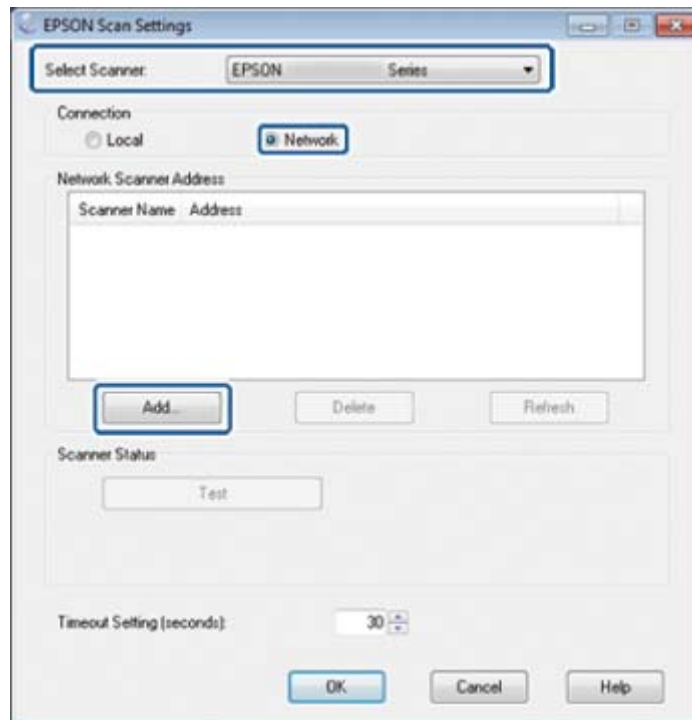 EPSON Scan Settings
Select Scanner: EPSON Series
Connection
Local Network
Network Scanner Address
Scanner Name Address
Add... Delete Refresh
Scanner Status
Test
Timeout Setting (seconds): 30
OK Cancel Help